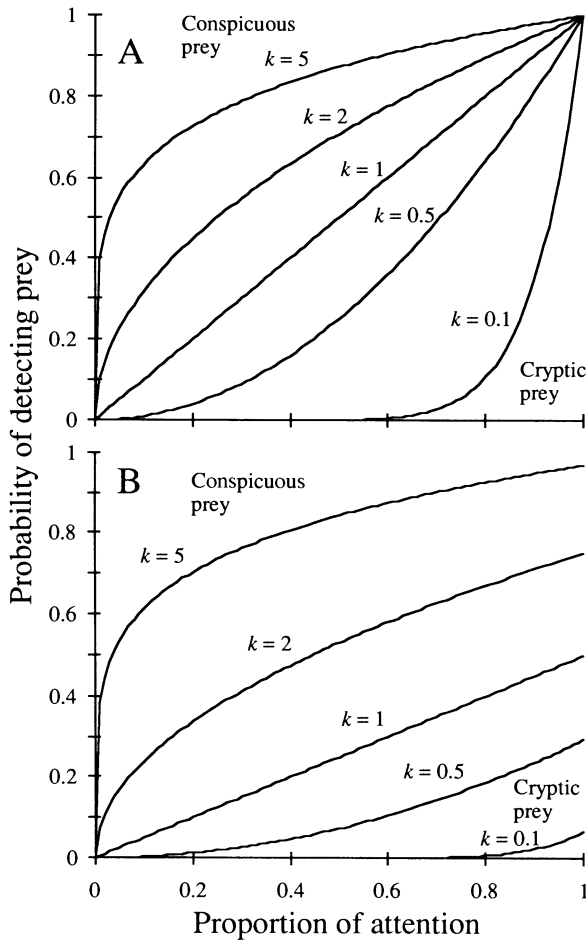 Probability of detecting prey
A
Conspicuous
prey
k = 5
k = 2
k = 1
k = 0.5
k = 0.1
Cryptic
prey
1
0.8
0.6
0.4
0.2
0
B
Conspicuous
prey
k = 5
k = 2
k = 1
k = 0.5
Cryptic
prey
k = 0.1
1
0.8
0.6
0.4
0.2
0
0 0.2 0.4 0.6 0.8 1
Proportion of attention